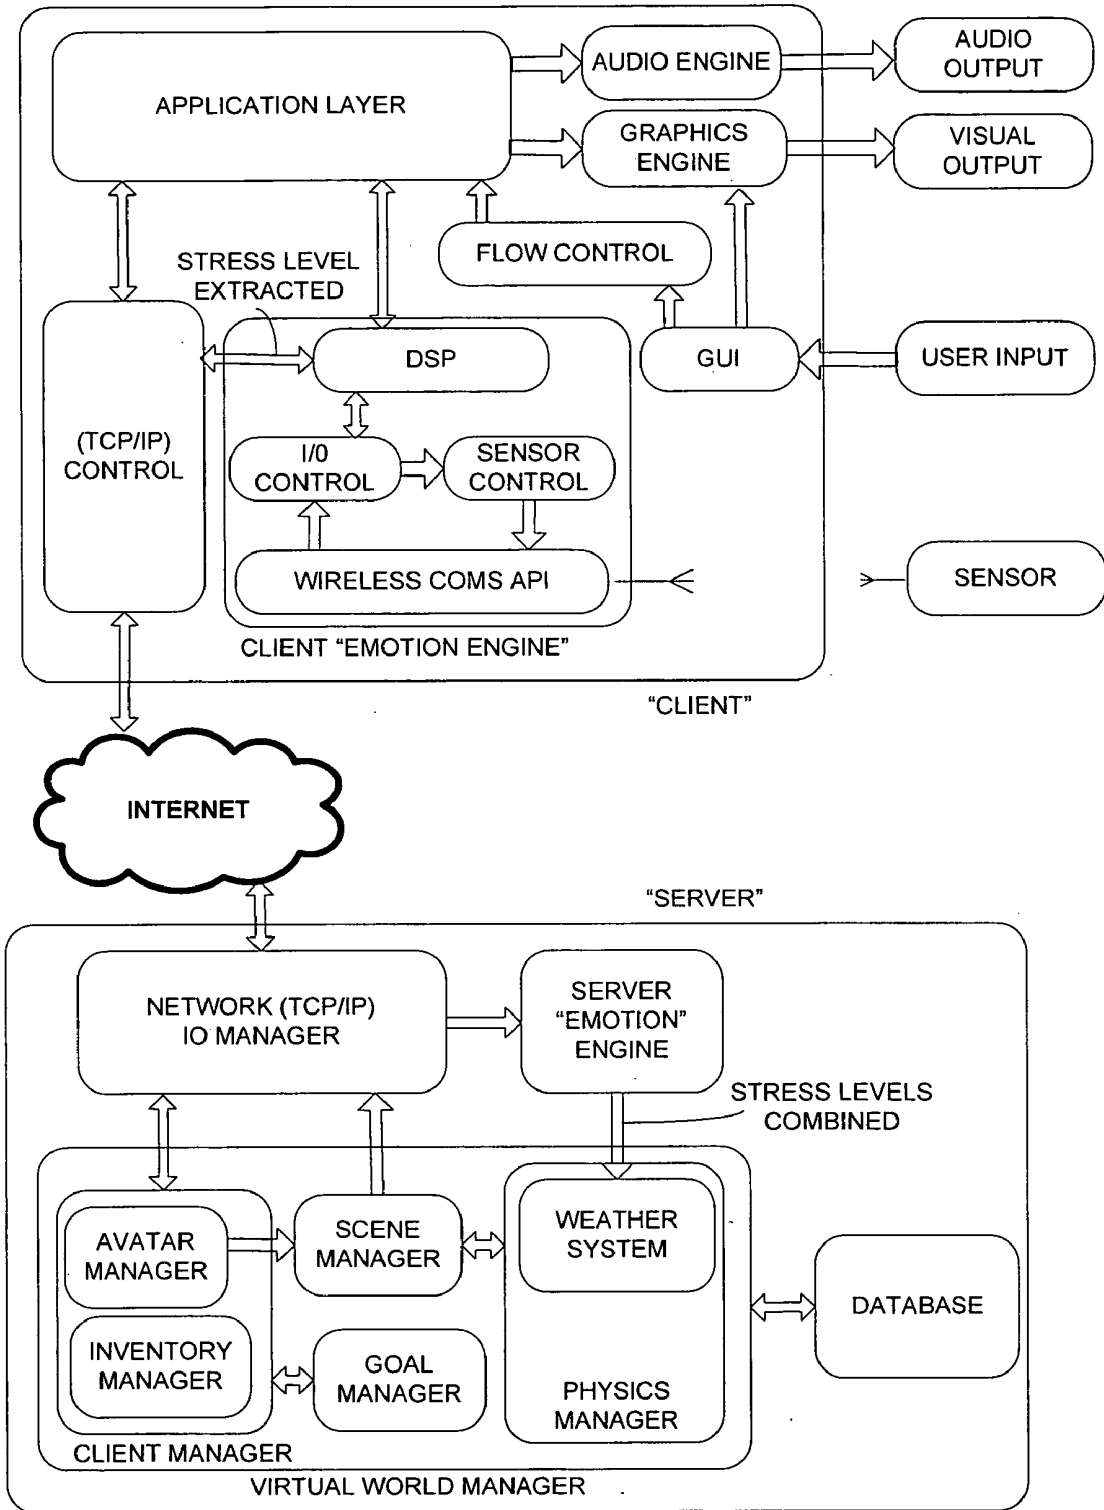 APPLICATION LAYER
AUDIO ENGINE
AUDIO
OUTPUT
GRAPHICS
ENGINE
VISUAL
OUTPUT
FLOW CONTROL
STRESS LEVEL
EXTRACTED
DSP
GUI
USER INPUT
(TCP/IP)
CONTROL
I/0
CONTROL
SENSOR
CONTROL
WIRELESS COMS API
SENSOR
CLIENT “EMOTION ENGINE”
“CLIENT”
INTERNET
“SERVER”
NETWORK (TCP/IP)
IO MANAGER
SERVER
“EMOTION”
ENGINE
STRESS LEVELS
COMBINED
AVATAR
MANAGER
SCENE
MANAGER
WEATHER
SYSTEM
DATABASE
INVENTORY
MANAGER
GOAL
MANAGER
PHYSICS
MANAGER
CLIENT MANAGER
VIRTUAL WORLD MANAGER